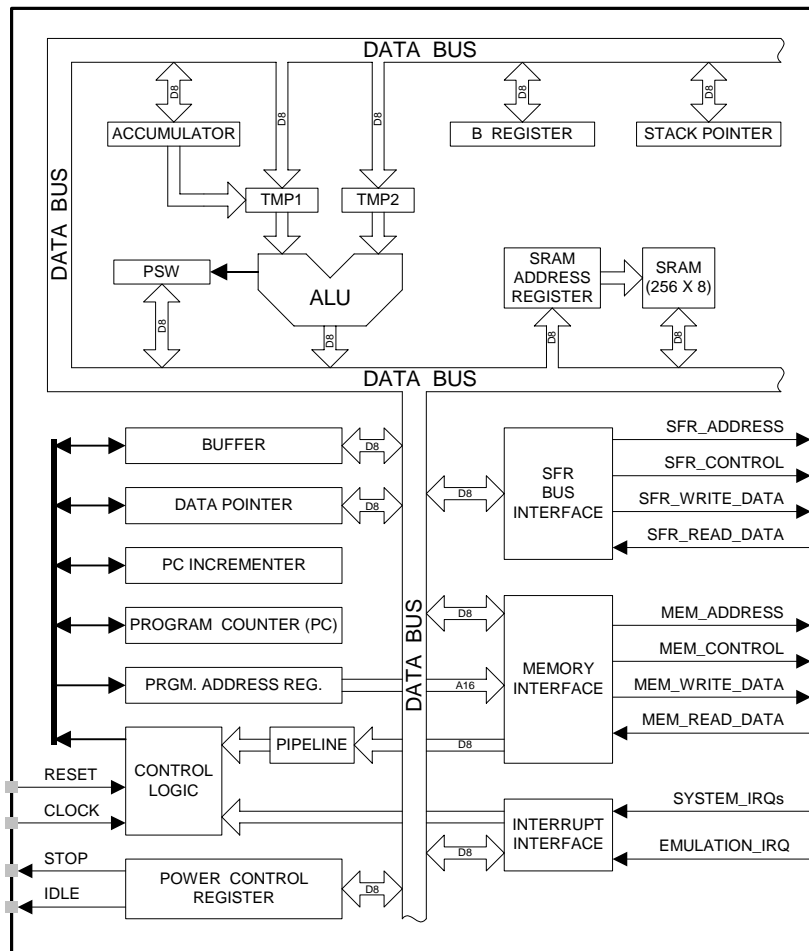 DATA BUS
D8
D8
D8
D8
D8
ACCUMULATOR
B REGISTER
STACK POINTER
DATA BUS
TMP1
TMP2
PSW
ALU
SRAM
ADDRESS
REGISTER
SRAM
(256 X 8)
D8
D8
D8
D8
DATA BUS
BUFFER
D8
DATA POINTER
D8
PC INCREMENTER
PROGRAM COUNTER (PC)
PRGM. ADDRESS REG.
A16
DATA BUS
D8
SFR
BUS
INTERFACE
SFR_ADDRESS
SFR_CONTROL
SFR_WRITE_DATA
SFR_READ_DATA
D8
MEMORY
INTERFACE
MEM_ADDRESS
MEM_CONTROL
MEM_WRITE_DATA
MEM_READ_DATA
PIPELINE
D8
CONTROL
LOGIC
RESET
CLOCK
INTERRUPT
INTERFACE
SYSTEM_IRQs
EMULATION_IRQ
D8
STOP
IDLE
POWER CONTROL
REGISTER
D8